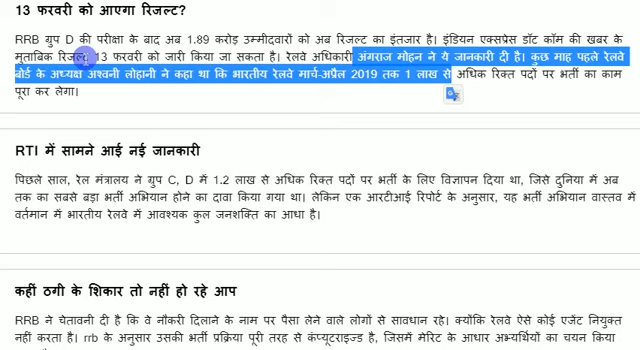 13 फरवरी को आएगा रिजल्ट?
RRB ग्रुप D की परीक्षा के बाद अब 1.89 करोड़ उम्मीदवारों को अब रिजल्ट का इंतजार है। इंडियन एक्सप्रेस डॉट कॉम की खबर के
मुताबिक रिजल्ट 13 फरवरी को जारी किया जा सकता है। रेलवे अधिकारी अंगराज मोहन ने ये जानकारी दी है। कुछ माह पहले रेलवे
बोर्ड के अध्यक्ष अश्वनी लोहानी ने कहा था कि भारतीय रेलवे मार्च-अप्रैल 2019 तक 1 लाख से अधिक रिक्त पदों पर भर्ती का काम
पूरा कर लेगा।
RTI में सामने आई नई जानकारी
पिछले साल, रेल मंत्रालय ने ग्रुप C, D में 1.2 लाख से अधिक रिक्त पदों पर भर्ती के लिए विज्ञापन दिया था, जिसे दुनिया में अब
तक का सबसे बड़ा भर्ती अभियान होने का दावा किया गया था। लेकिन एक आरटीआई रिपोर्ट के अनुसार, यह भर्ती अभियान वास्तव में
वर्तमान में भारतीय रेलवे में आवश्यक कुल जनशक्ति का आधा है।
कहीं ठगी के शिकार तो नहीं हो रहे आप
RRB ने चेतावनी दी है कि वे नौकरी दिलाने के नाम पर पैसा लेने वाले लोगों से सावधान रहे। क्योंकि रेलवे ऐसे कोई एजेंट नियुक्त
नहीं करता है। rrb के अनुसार उसकी भर्ती प्रक्रिया पूरी तरह से कंप्यूटराइज्ड है, जिसमें मेरिट के आधार अभ्यर्थियों का चयन किया